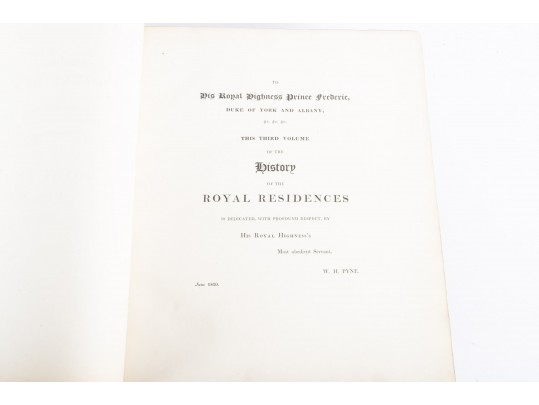 TO
His Royal Highness Prince Frederic,
DUKE OF YORK AND ALBANY,
&c. &c. &c.
THIS THIRD VOLUME
OF THE
History
OF THE
ROYAL RESIDENCES
IS DEDICATED, WITH PROFOUND RESPECT, BY
HIS ROYAL HIGHNESS'S
Most obedient Servant,
W. H. PYNE.
June